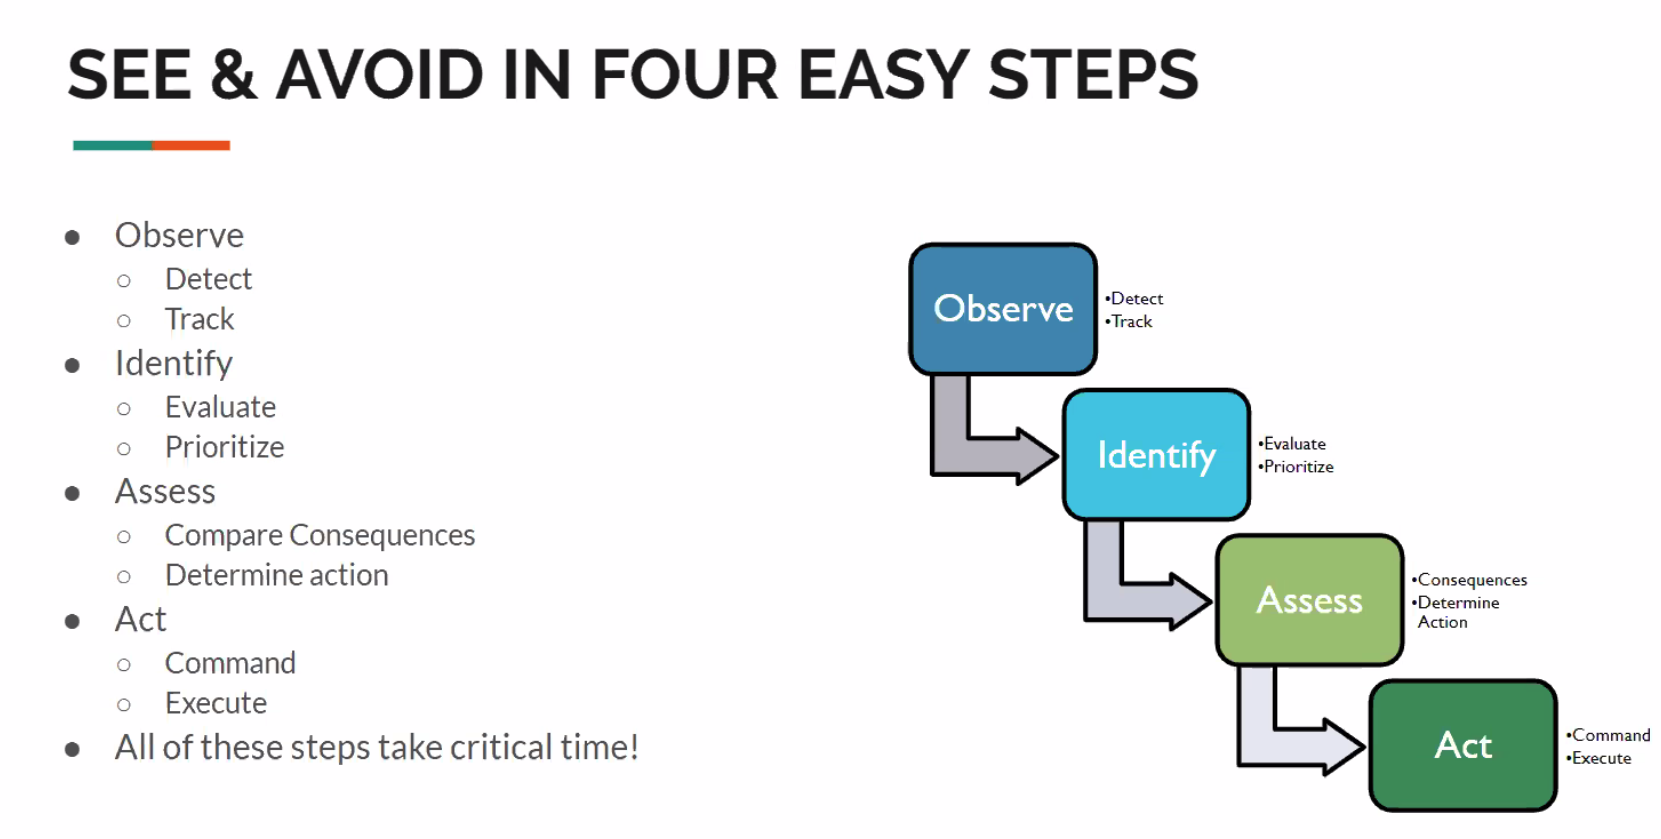 SEE & AVOID IN FOUR EASY STEPS
● Observe
○ Detect
○ Track
● Identify
○ Evaluate
○ Prioritize
● Assess
○ Compare Consequences
○ Determine action
● Act
○ Command
○ Execute
● All of these steps take critical time!
Observe
•Detect
•Track
Identify
•Evaluate
•Prioritize
Assess
•Consequences
•Determine
Action
Act
•Command
•Execute